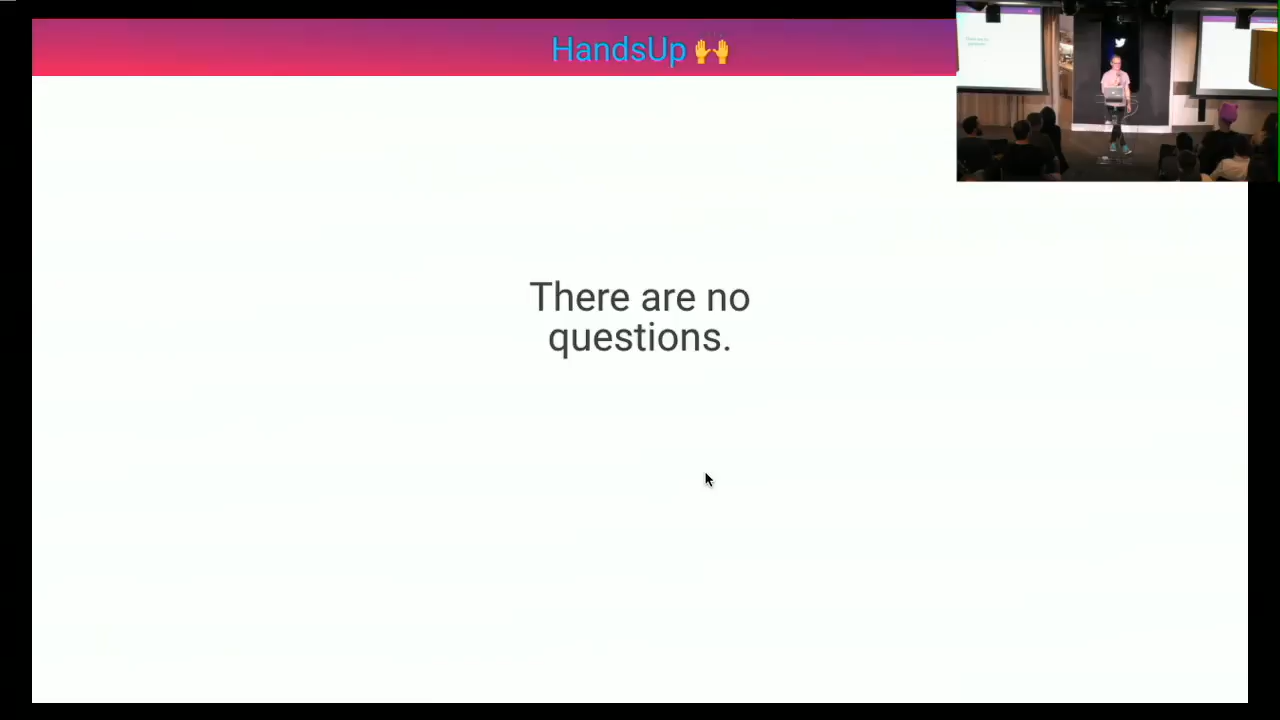 HandsUp 🙌
There are no
questions.